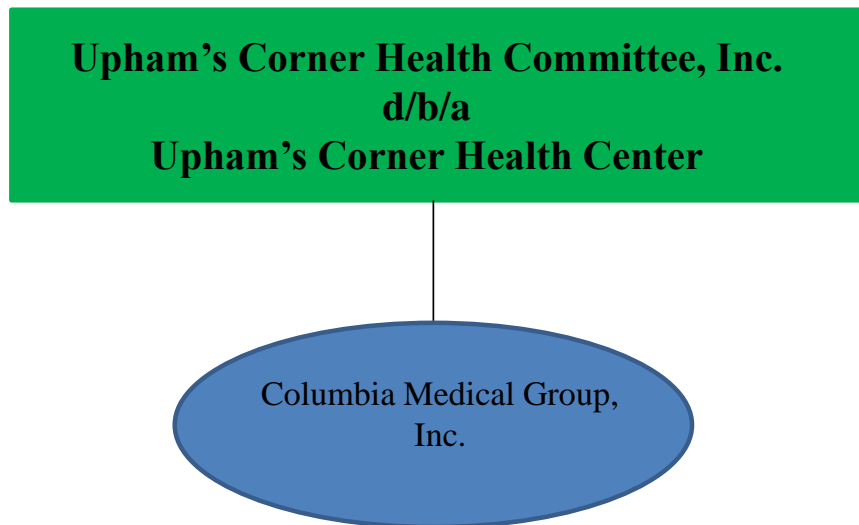 Upham’s Corner Health Committee, Inc.
d/b/a
Upham’s Corner Health Center
Columbia Medical Group,
Inc.